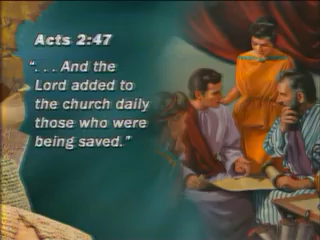 Acts 2:47
". . . And the
Lord added to
the church daily
those who were
being saved."